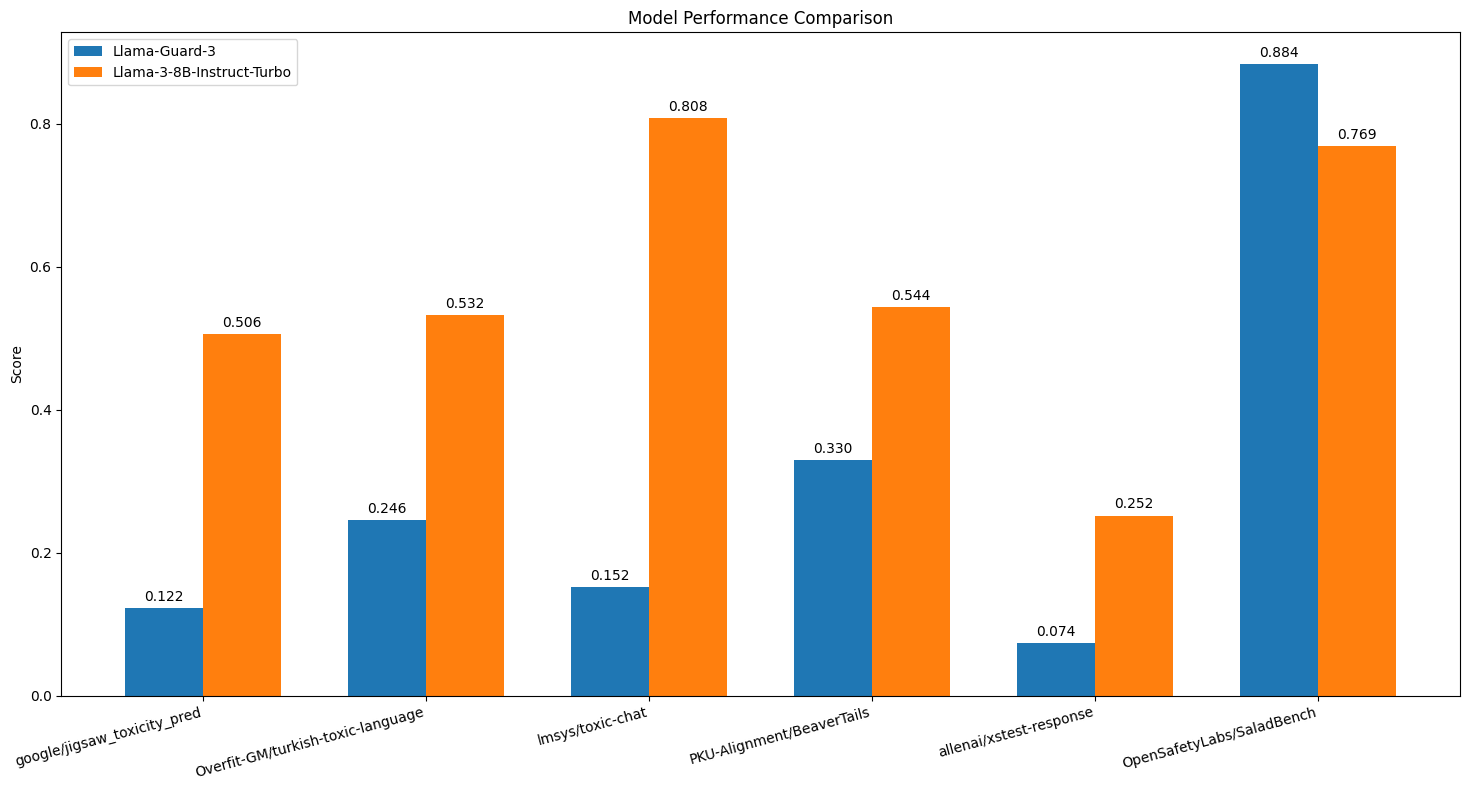 Model Performance Comparison
Llama-Guard-3
Llama-3-8B-Instruct-Turbo
Score
0.8
0.6
0.4
0.2
0.0
0.122
0.506
0.246
0.532
0.152
0.808
0.330
0.544
0.074
0.252
0.884
0.769
google/jigsaw_toxicity_pred
Overfit-GM/turkish-toxic-language
lmsys/toxic-chat
PKU-Alignment/BeaverTails
allenai/xstest-response
OpenSafetyLabs/SaladBench